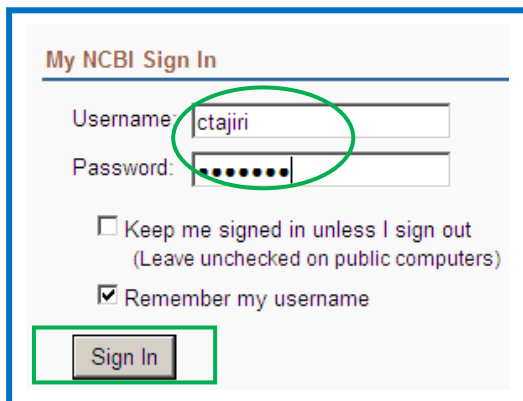 My NCBI Sign In
Username: ctajiri
Password: •••••••
Keep me signed in unless I sign out
(Leave unchecked on public computers)
Remember my username
Sign In